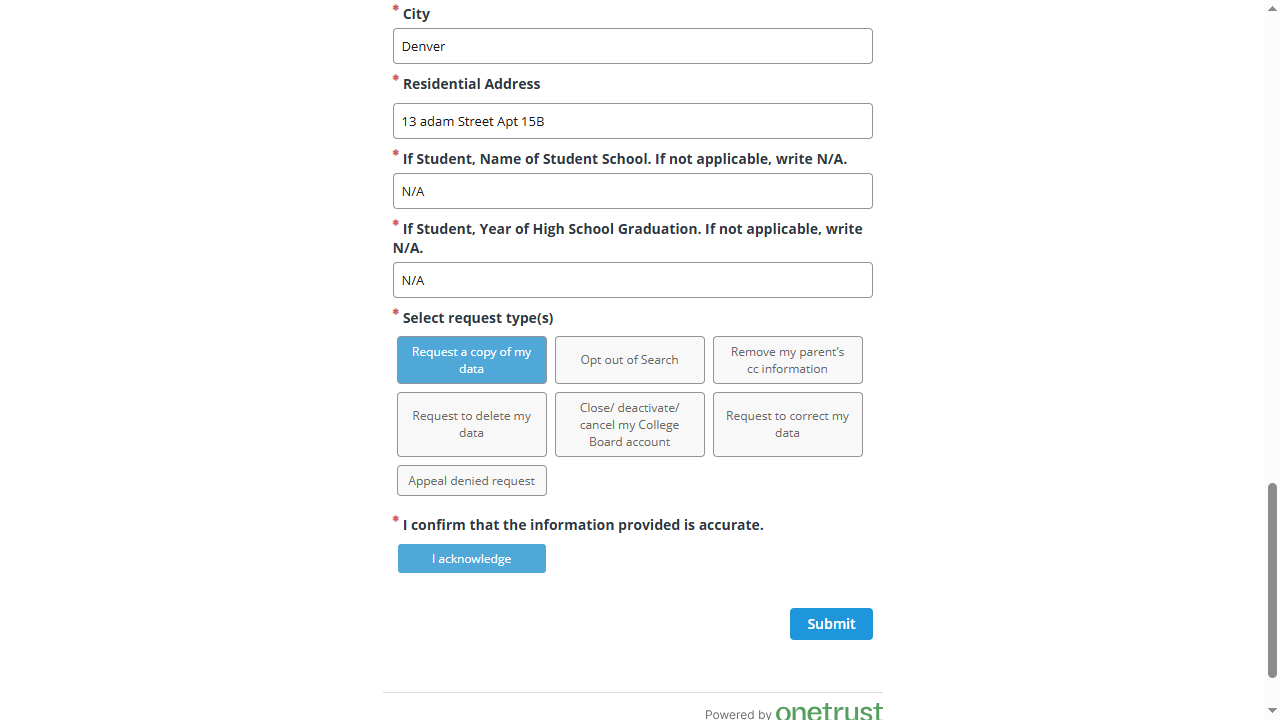 * City
Denver
* Residential Address
13 adam Street Apt 15B
* If Student, Name of Student School. If not applicable, write N/A.
N/A
* If Student, Year of High School Graduation. If not applicable, write
N/A.
N/A
* Select request type(s)
Request a copy of my
data
Opt out of Search
Remove my parent's
cc information
Request to delete my
data
Close/ deactivate/
cancel my College
Board account
Request to correct my
data
Appeal denied request
* I confirm that the information provided is accurate.
I acknowledge
Submit
Powered by onetrust